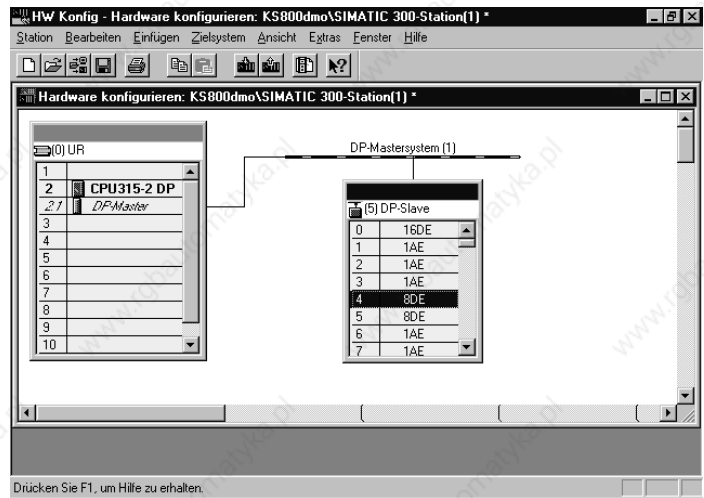 HW Konfig - Hardware konfigurieren: KS800dmo\SIMATIC 300-Station(1) *
Station Bearbeiten Einfügen Zielsystem Ansicht Extras Fenster Hilfe
Hardware konfigurieren: KS800dmo\SIMATIC 300-Station(1) *
(0) UR
1
2 CPU315-2 DP
2.1 DP-Master
3
4
5
6
7
8
9
10
DP-Mastersystem (1)
(5) DP-Slave
0 16DE
1 1AE
2 1AE
3 1AE
4 8DE
5 8DE
6 1AE
7 1AE
Drücken Sie F1, um Hilfe zu erhalten.
www.rgbautomatyka.pl